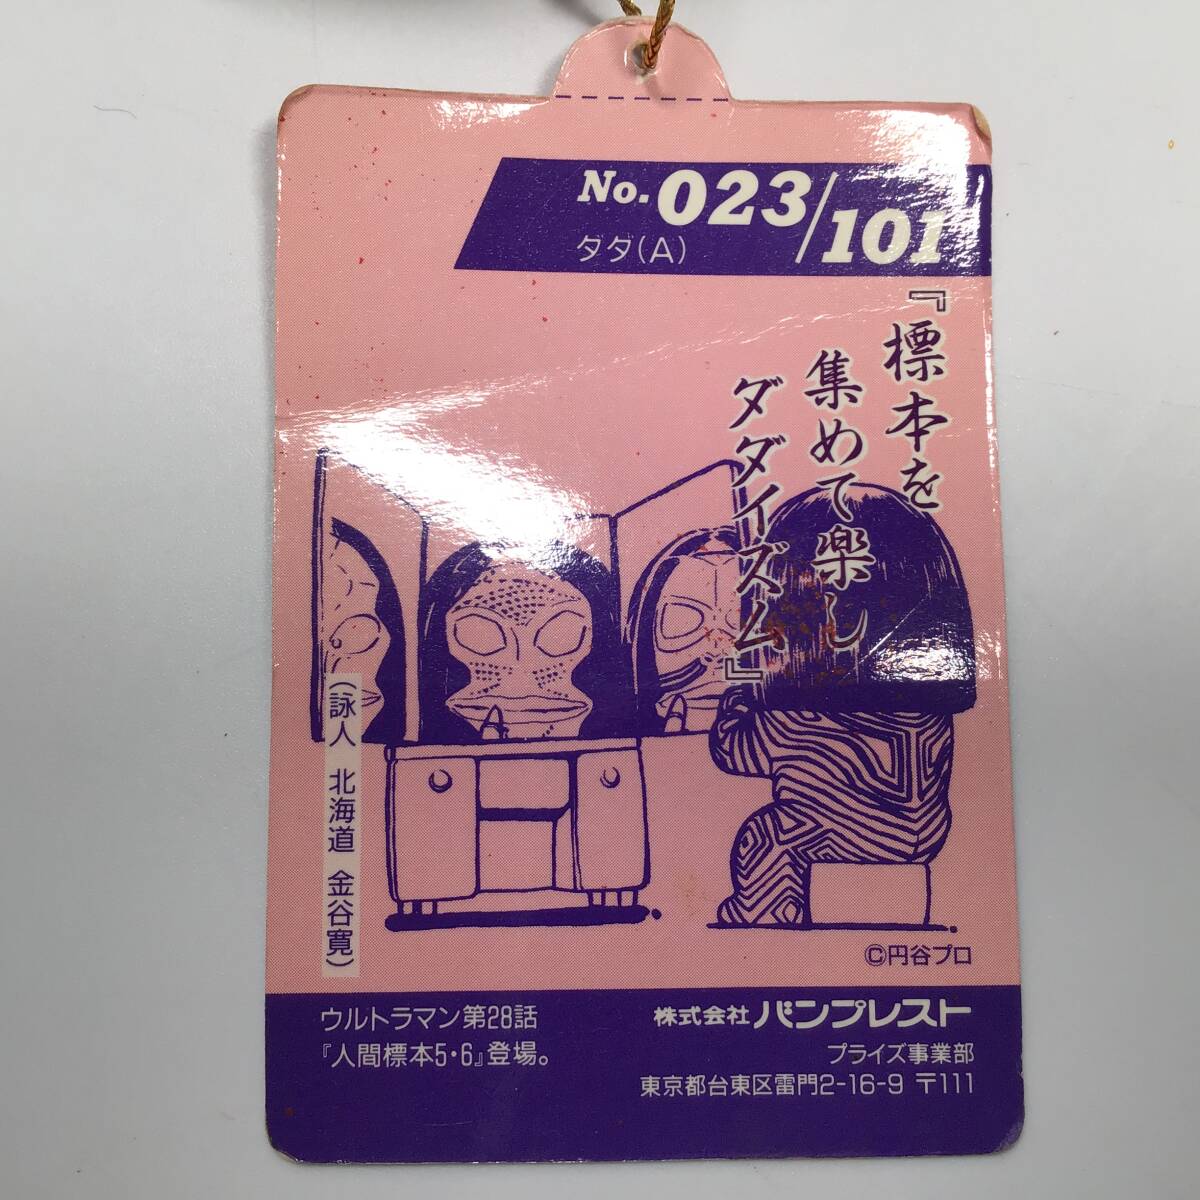 No.023/101
ダダ(A)
『標本を
集めて楽し
ダダイズム』
(詠人 北海道 金谷寛)
©円谷プロ
ウルトラマン第28話
『人間標本5・6』登場。
株式会社 バンプレスト
プライズ事業部
東京都台東区雷門2-16-9 〒111